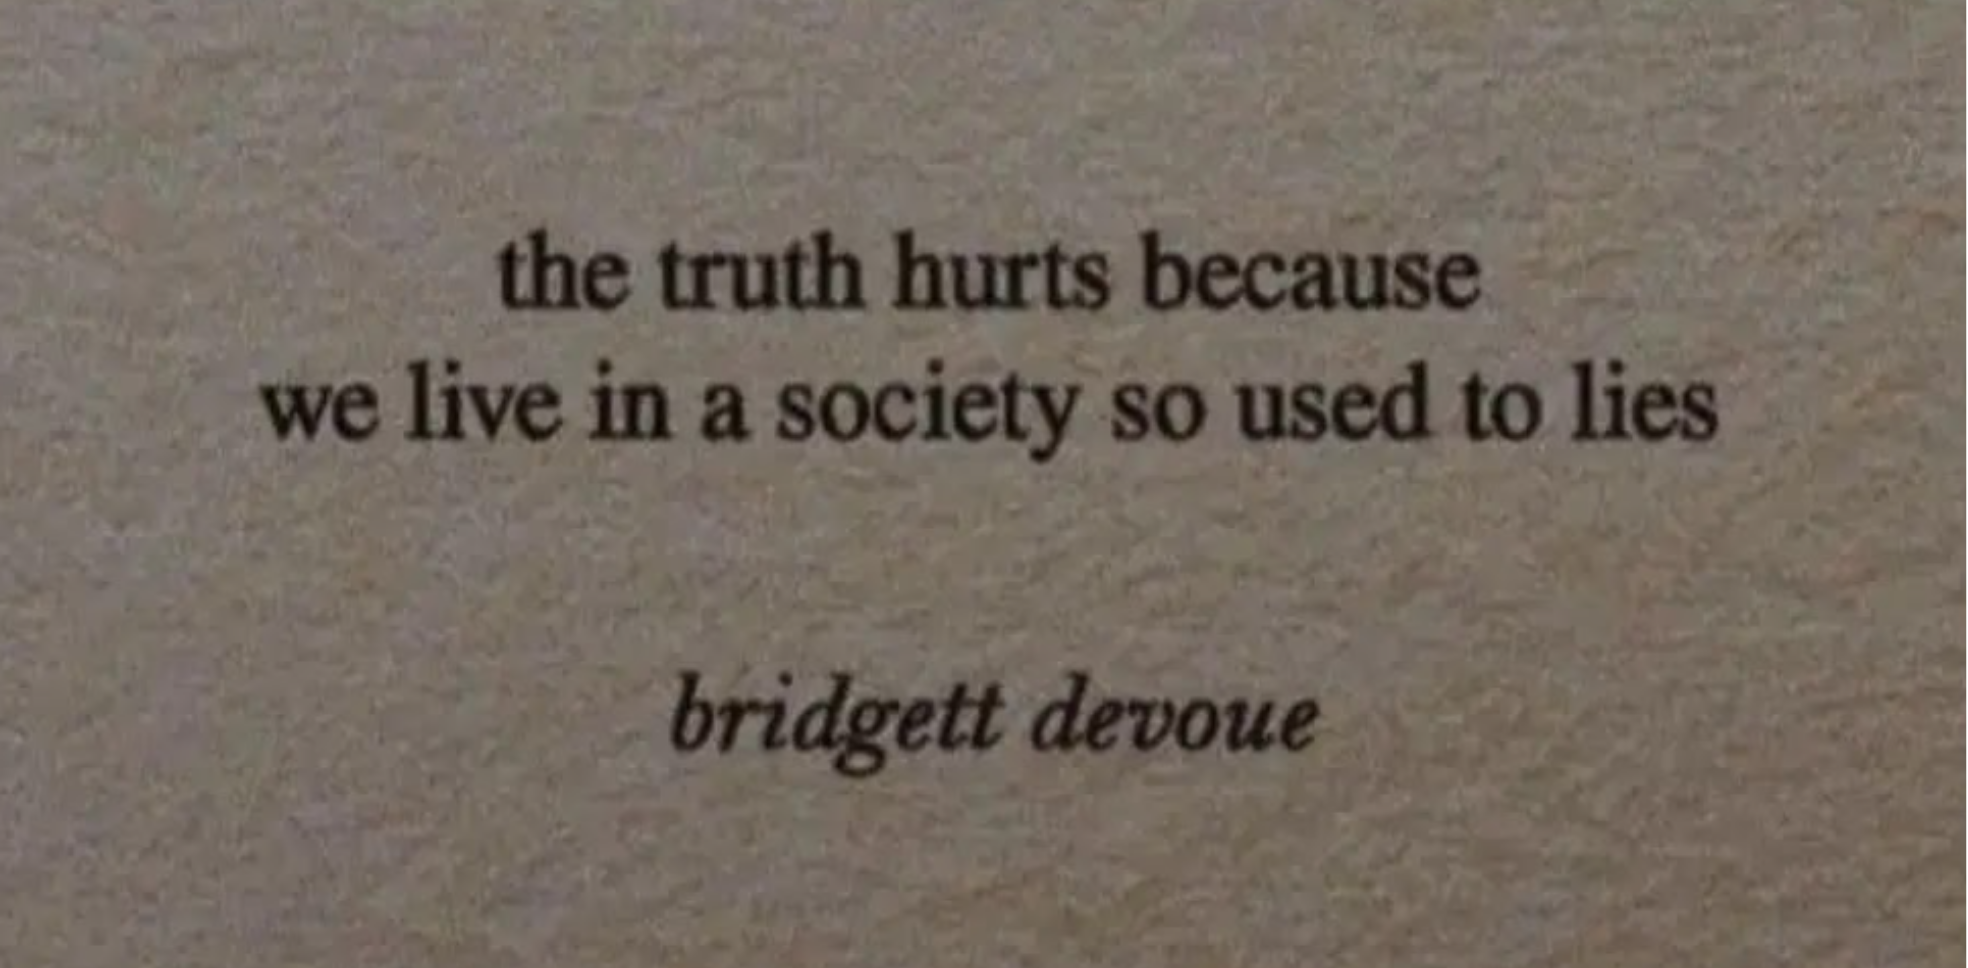 the truth hurts because
we live in a society so used to lies
bridgett devoue